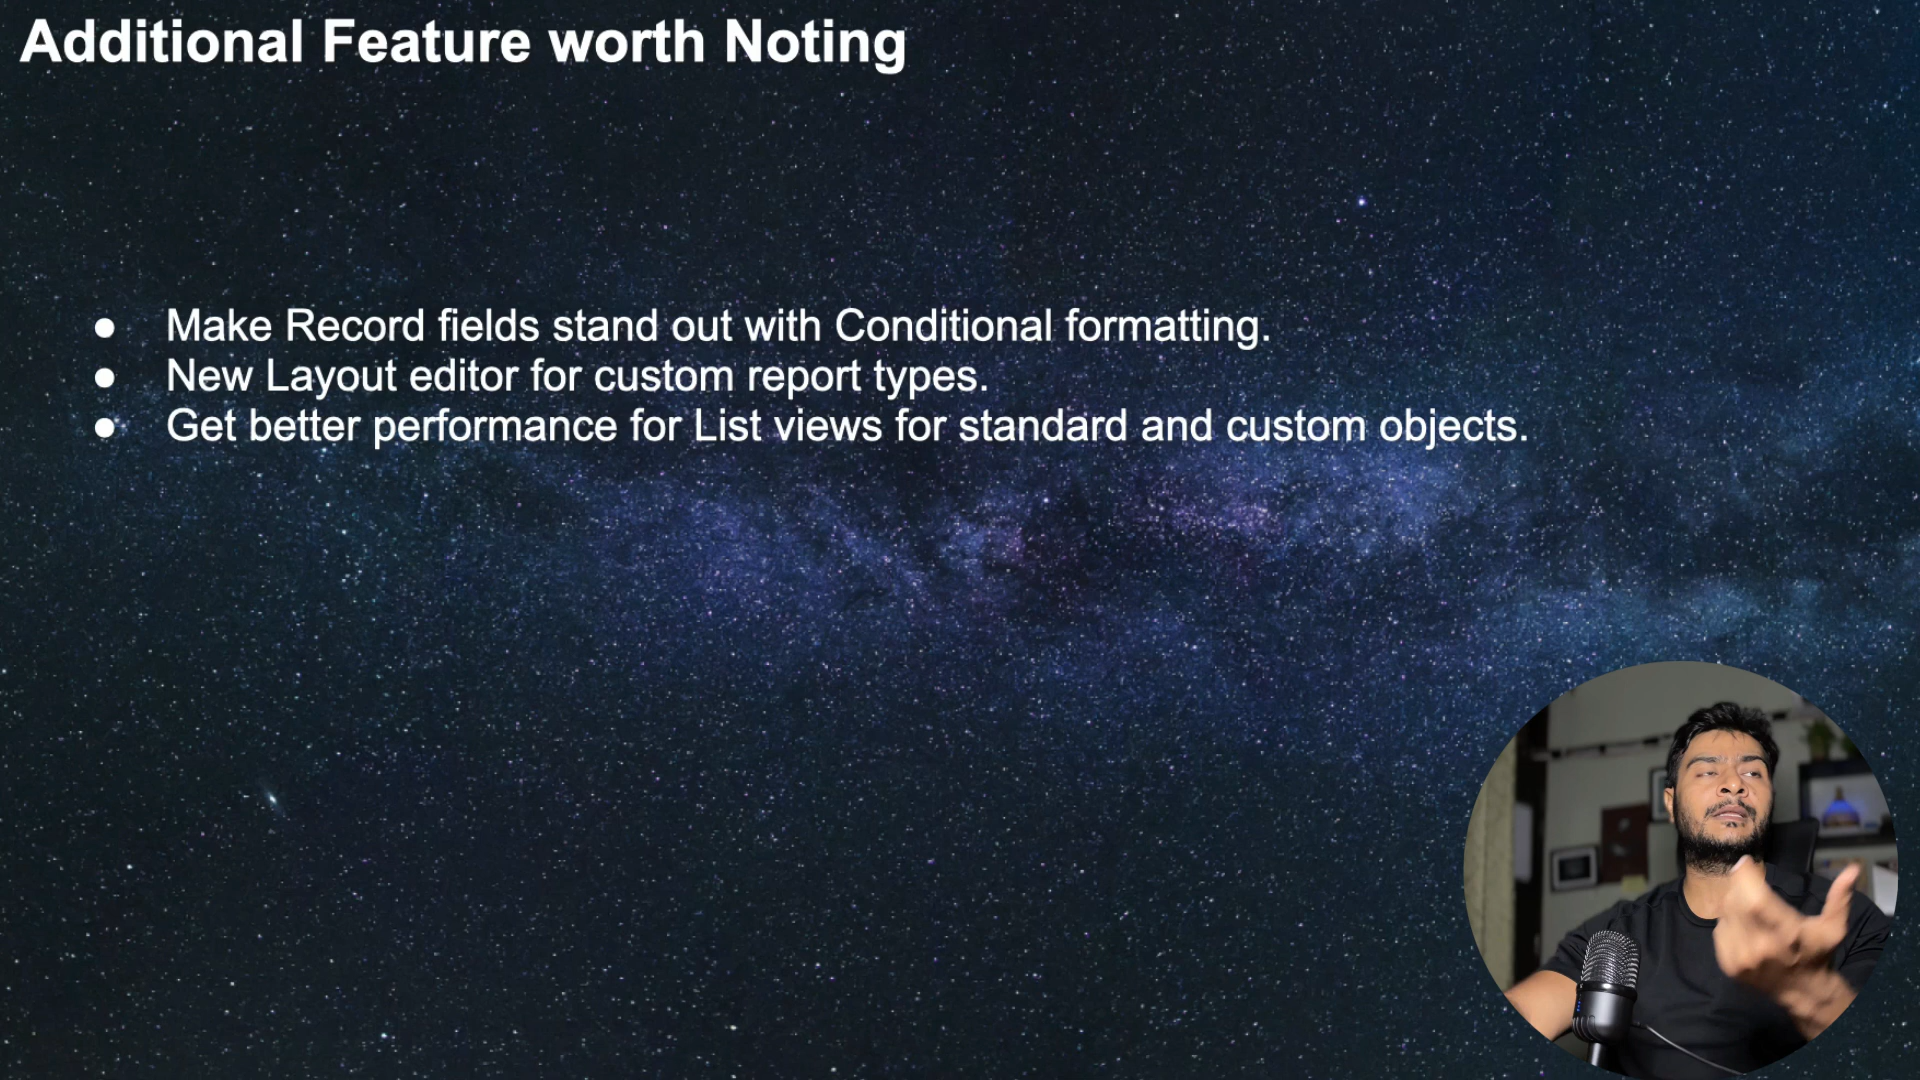 Additional Feature worth Noting
● Make Record fields stand out with Conditional formatting.
● New Layout editor for custom report types.
● Get better performance for List views for standard and custom objects.